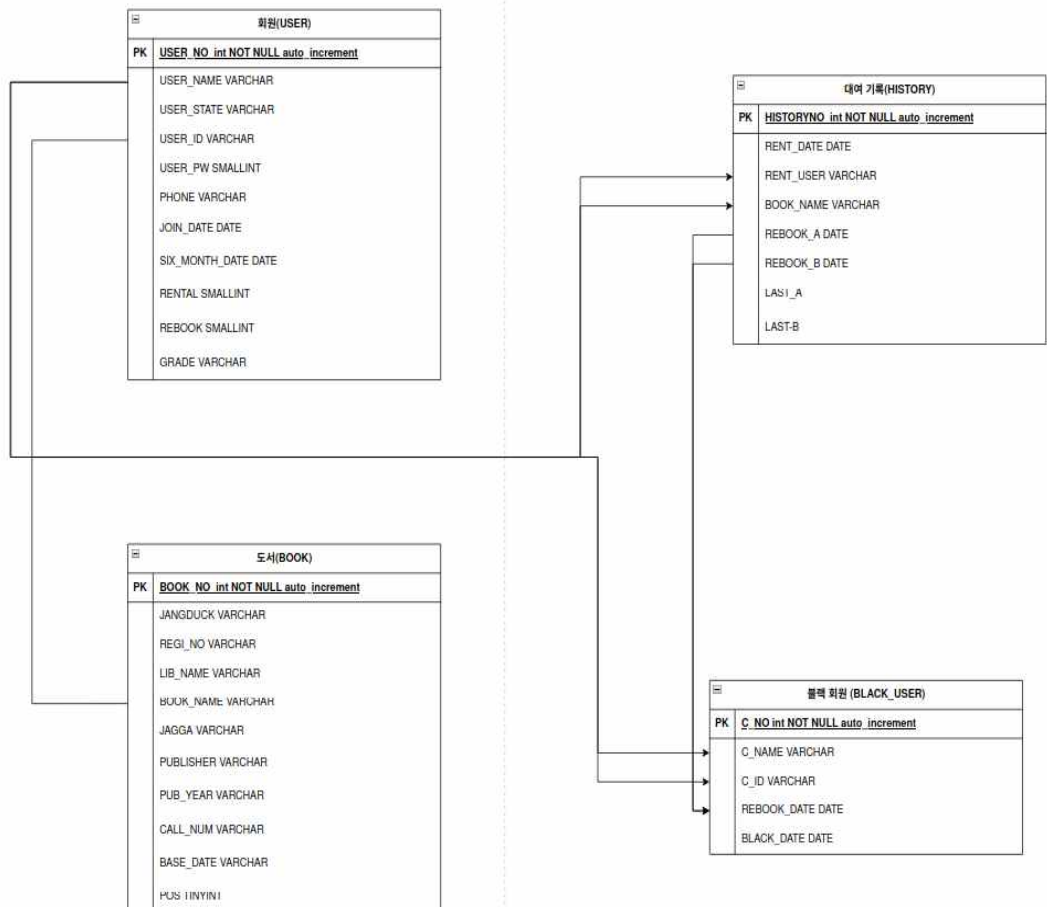 회원(USER)
PK USER_NO int NOT NULL auto_increment
USER_NAME VARCHAR
USER_STATE VARCHAR
USER_ID VARCHAR
USER_PW SMALLINT
PHONE VARCHAR
JOIN_DATE DATE
SIX_MONTH_DATE DATE
RENTAL SMALLINT
REBOOK SMALLINT
GRADE VARCHAR
대여 기록(HISTORY)
PK HISTORYNO int NOT NULL auto_increment
RENT_DATE DATE
RENT_USER VARCHAR
BOOK_NAME VARCHAR
REBOOK_A DATE
REBOOK_B DATE
LAST_A
LAST-B
도서(BOOK)
PK BOOK_NO int NOT NULL auto_increment
JANGDUCK VARCHAR
REGI_NO VARCHAR
LIB_NAME VARCHAR
BOOK_NAME VARCHAR
JAGGA VARCHAR
PUBLISHER VARCHAR
PUB_YEAR VARCHAR
CALL_NUM VARCHAR
BASE_DATE VARCHAR
POS TINYINT
블랙 회원 (BLACK_USER)
PK C_NO int NOT NULL auto_increment
C_NAME VARCHAR
C_ID VARCHAR
REBOOK_DATE DATE
BLACK_DATE DATE